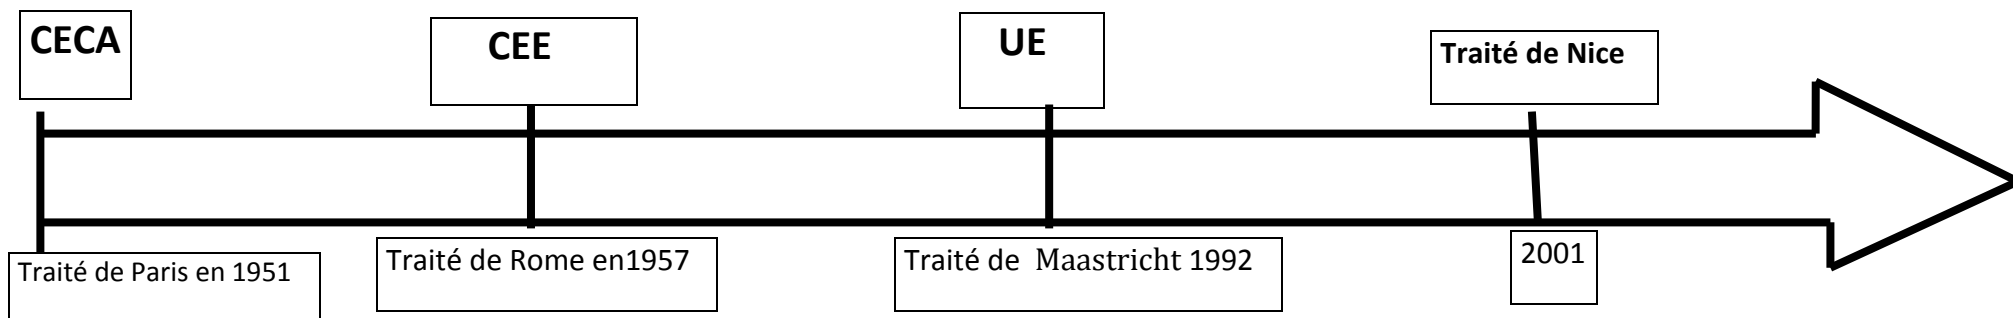 CECA
CEE
UE
Traité de Nice
Traité de Paris en 1951
Traité de Rome en1957
Traité de Maastricht 1992
2001